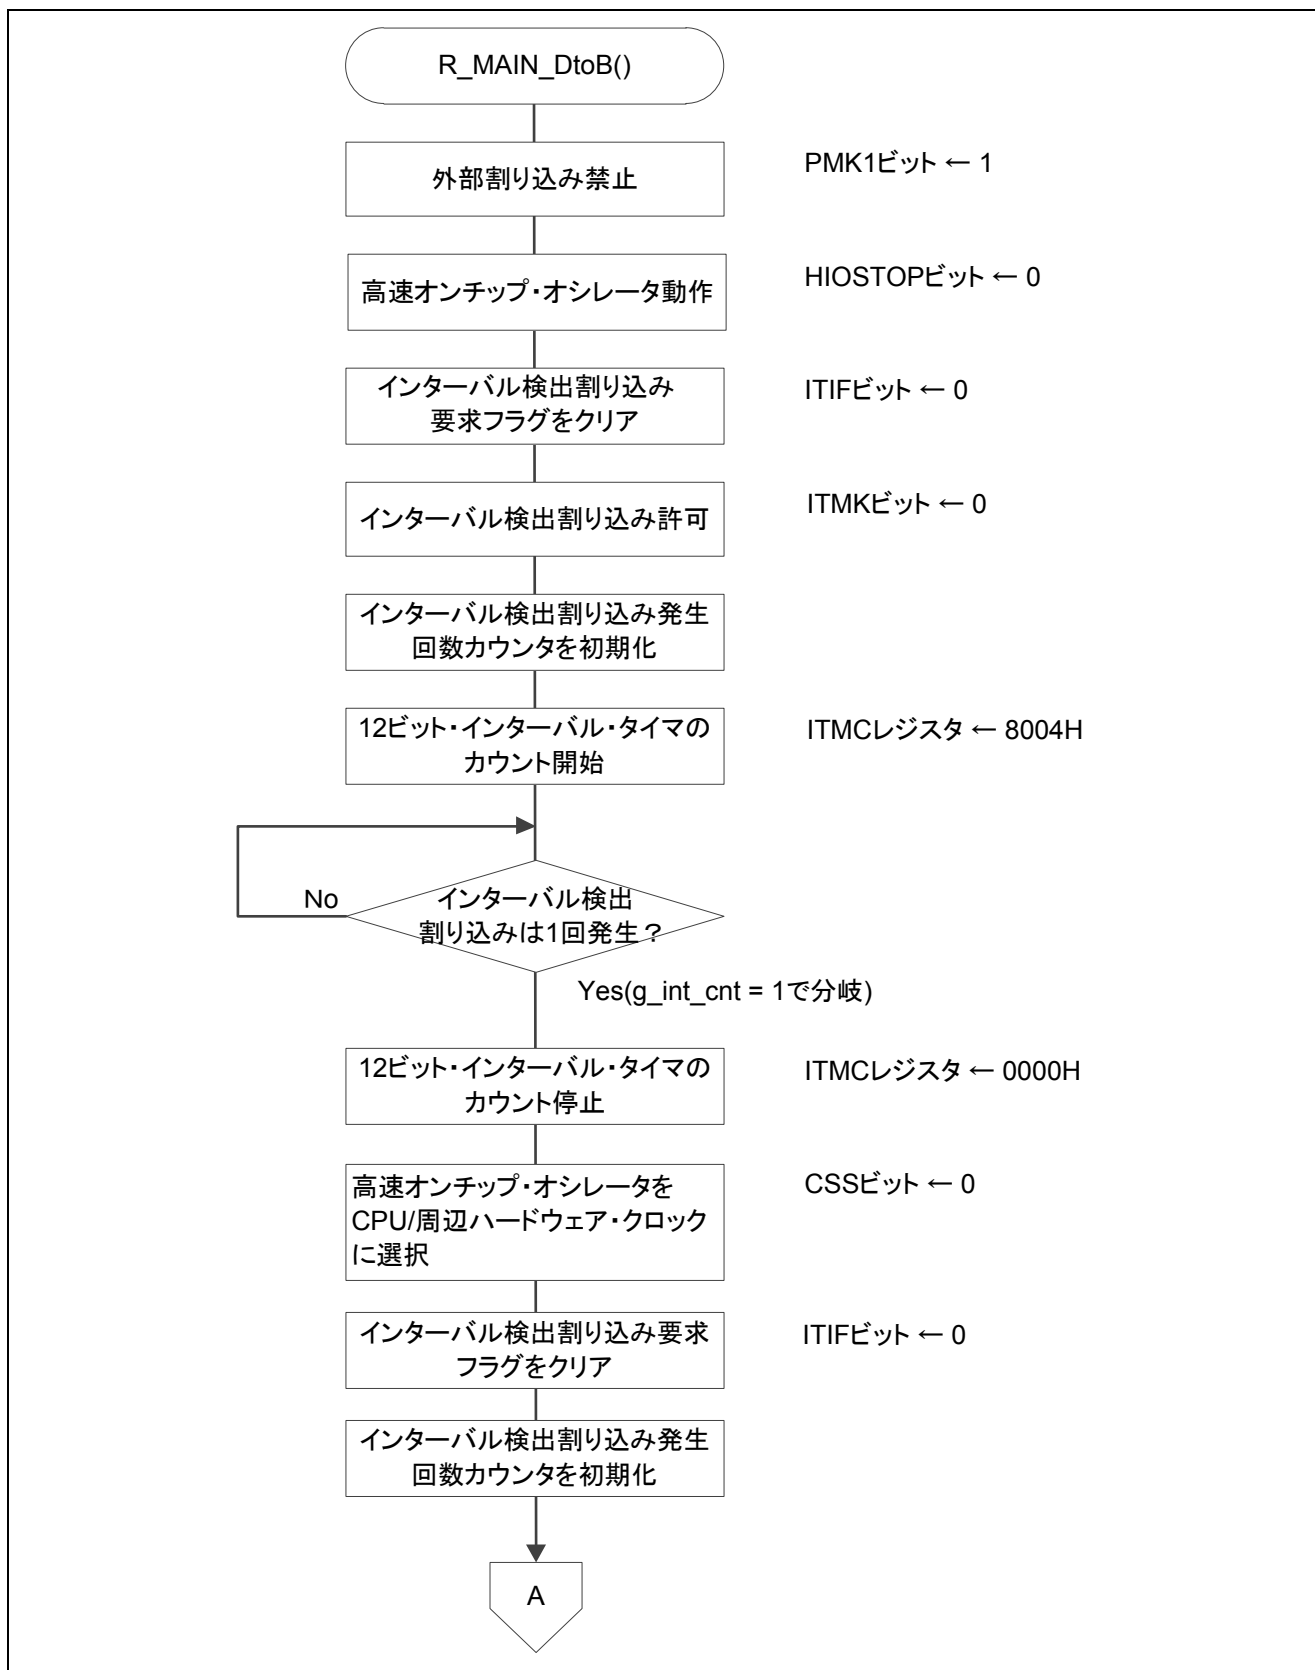 R_MAIN_DtoB()
外部割り込み禁止
PMK1ビット ← 1
高速オンチップ・オシレータ動作
HIOSTOPビット ← 0
インターバル検出割り込み
要求フラグをクリア
ITIFビット ← 0
インターバル検出割り込み許可
ITMKビット ← 0
インターバル検出割り込み発生
回数カウンタを初期化
12ビット・インターバル・タイマの
カウント開始
ITMCレジスタ ← 8004H
No
インターバル検出
割り込みは1回発生？
Yes(g_int_cnt = 1で分岐)
12ビット・インターバル・タイマの
カウント停止
ITMCレジスタ ← 0000H
高速オンチップ・オシレータを
CPU/周辺ハードウェア・クロック
に選択
CSSビット ← 0
インターバル検出割り込み要求
フラグをクリア
ITIFビット ← 0
インターバル検出割り込み発生
回数カウンタを初期化
A